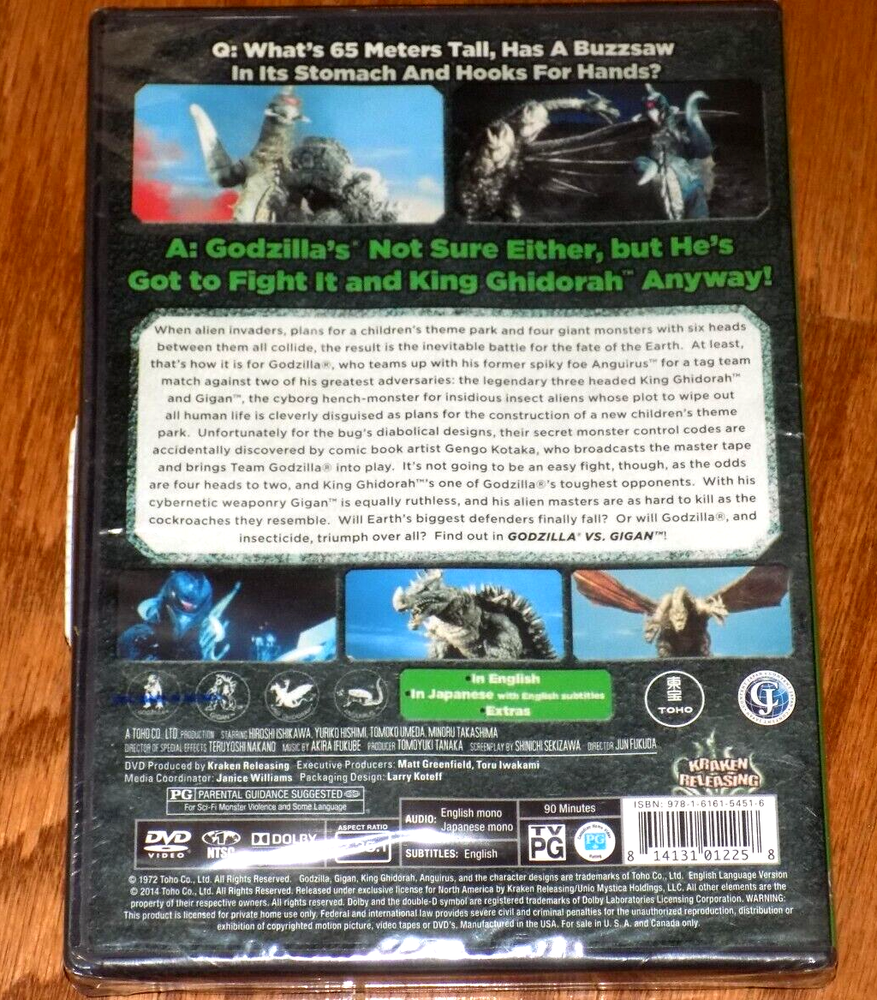 Q: What's 65 Meters Tall, Has A Buzzsaw
In Its Stomach And Hooks For Hands?
A: Godzilla's® Not Sure Either, but He's
Got to Fight It and King Ghidorah™ Anyway!
When alien invaders, plans for a children's theme park and four giant monsters with six heads
between them all collide, the result is the inevitable battle for the fate of the Earth. At least,
that's how it is for Godzilla®, who teams up with his former spiky foe Anguirus™ for a tag team
match against two of his greatest adversaries: the legendary three headed King Ghidorah™
and Gigan™, the cyborg hench-monster for insidious insect aliens whose plot to wipe out
all human life is cleverly disguised as plans for the construction of a new children's theme
park. Unfortunately for the bug's diabolical designs, their secret monster control codes are
accidentally discovered by comic book artist Gengo Kotaka, who broadcasts the master tape
and brings Team Godzilla® into play. It's not going to be an easy fight, though, as the odds
are four heads to two, and King Ghidorah™'s one of Godzilla®'s toughest opponents. With his
cybernetic weaponry Gigan™ is equally ruthless, and his alien masters are as hard to kill as the
cockroaches they resemble. Will Earth's biggest defenders finally fall? Or will Godzilla®, and
insecticide, triumph over all? Find out in GODZILLA® VS. GIGAN™!
•In English
•In Japanese with English subtitles
•Extras
GIGAN™
東宝
TOHO
A TOHO CO. LTD. PRODUCTION STARRING HIROSHI ISHIKAWA, YURIKO HISHIMI, TOMOKO UMEDA, MINORU TAKASHIMA
DIRECTOR OF SPECIAL EFFECTS TERUYOSHI NAKANO MUSIC BY AKIRA IFUKUBE PRODUCER TOMOYUKI TANAKA SCREENPLAY BY SHINICHI SEKIZAWA DIRECTOR JUN FUKUDA
DVD Produced by Kraken Releasing Executive Producers: Matt Greenfield, Toru Iwakami
Media Coordinator: Janice Williams Packaging Design: Larry Koteff
KRAKEN
RELEASING
PG PARENTAL GUIDANCE SUGGESTED
For Sci-Fi Monster Violence and Some Language
DVD
VIDEO
NTSC
DOLBY
ASPECT RATIO
AUDIO: English mono
Japanese mono
SUBTITLES: English
90 Minutes
TV
PG
PG
ISBN: 978-1-6161-5451-6
8 14131 01225 8
© 1972 Toho Co., Ltd. All Rights Reserved. Godzilla, Gigan, King Ghidorah, Anguirus, and the character designs are trademarks of Toho Co., Ltd. English Language Version
© 2014 Toho Co., Ltd. All Rights Reserved. Released under exclusive license for North America by Kraken Releasing/Unio Mystica Holdings, LLC. All other elements are the
property of their respective owners. All rights reserved. Dolby and the double-D symbol are registered trademarks of Dolby Laboratories Licensing Corporation. WARNING:
This product is licensed for private home use only. Federal and international law provides severe civil and criminal penalties for the unauthorized reproduction, distribution or
exhibition of copyrighted motion picture, video tapes or DVD's. Manufactured in the USA. For sale in U. S. A. and Canada only.